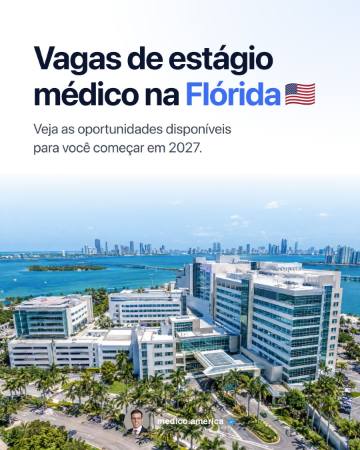 Vagas de estágio
médico na Flórida
Veja as oportunidades disponíveis
para você começar em 2027.
medico.america